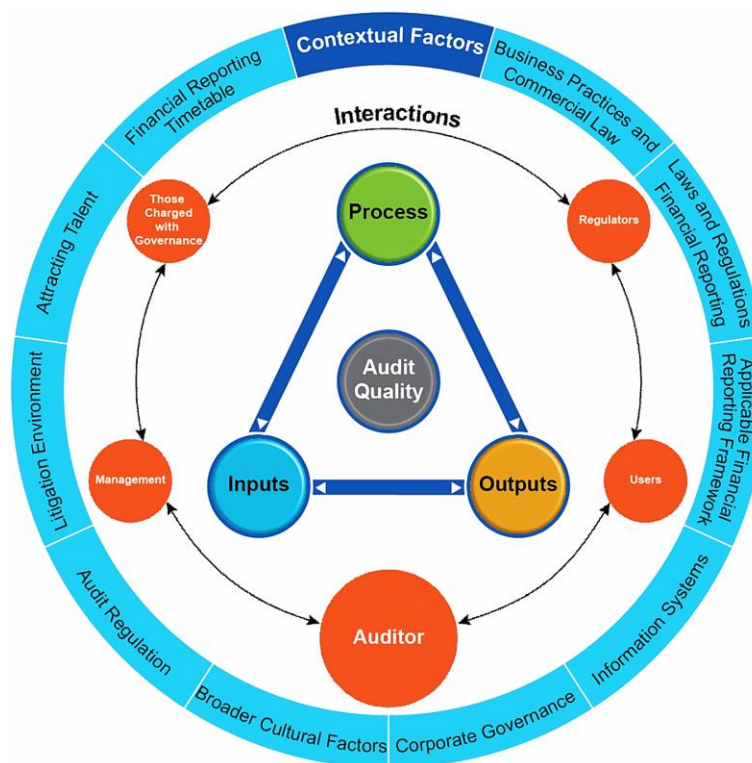 Contextual Factors
Business Practices and
Commercial Law
Laws and Regulations
Financial Reporting
Applicable Financial
Reporting Framework
Information Systems
Corporate Governance
Broader Cultural Factors
Audit Regulation
Litigation Environment
Attracting Talent
Financial Reporting
Timetable
Interactions
Those
Charged
with
Governance
Process
Regulators
Audit
Quality
Management
Inputs
Outputs
Users
Auditor